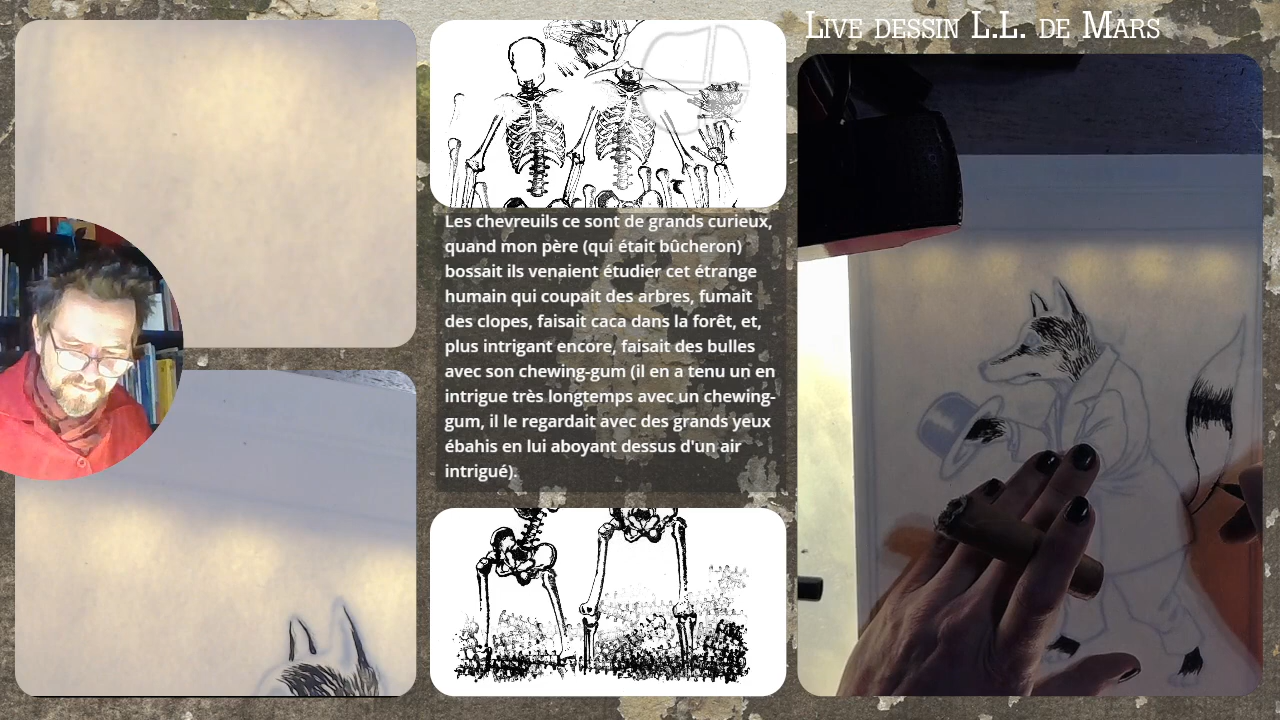 Live dessin L.L. de Mars
Les chevreuils ce sont de grands curieux,
quand mon père (qui était bûcheron)
bossait ils venaient étudier cet étrange
humain qui coupait des arbres, fumait
des clopes, faisait caca dans la forêt, et,
plus intrigant encore, faisait des bulles
avec son chewing-gum (il en a tenu un en
intrigue très longtemps avec un chewing-
gum, il le regardait avec des grands yeux
ébahis en lui aboyant dessus d'un air
intrigué).